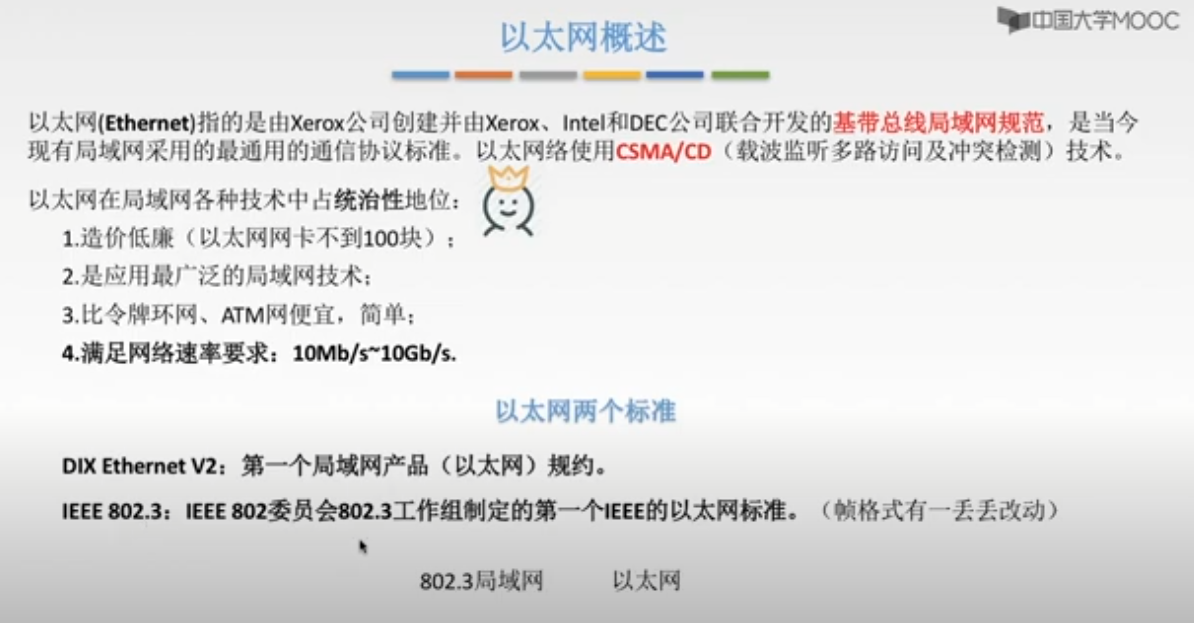 中国大学MOOC
以太网概述
以太网(Ethernet)指的是由Xerox公司创建并由Xerox、Intel和DEC公司联合开发的基带总线局域网规范，是当今
现有局域网采用的最通用的通信协议标准。以太网络使用CSMA/CD（载波监听多路访问及冲突检测）技术。
以太网在局域网各种技术中占统治性地位：
1.造价低廉（以太网网卡不到100块）；
2.是应用最广泛的局域网技术；
3.比令牌环网、ATM网便宜，简单；
4.满足网络速率要求：10Mb/s~10Gb/s.
以太网两个标准
DIX Ethernet V2：第一个局域网产品（以太网）规约。
IEEE 802.3：IEEE 802委员会802.3工作组制定的第一个IEEE的以太网标准。（帧格式有一丢丢改动）
802.3局域网 以太网